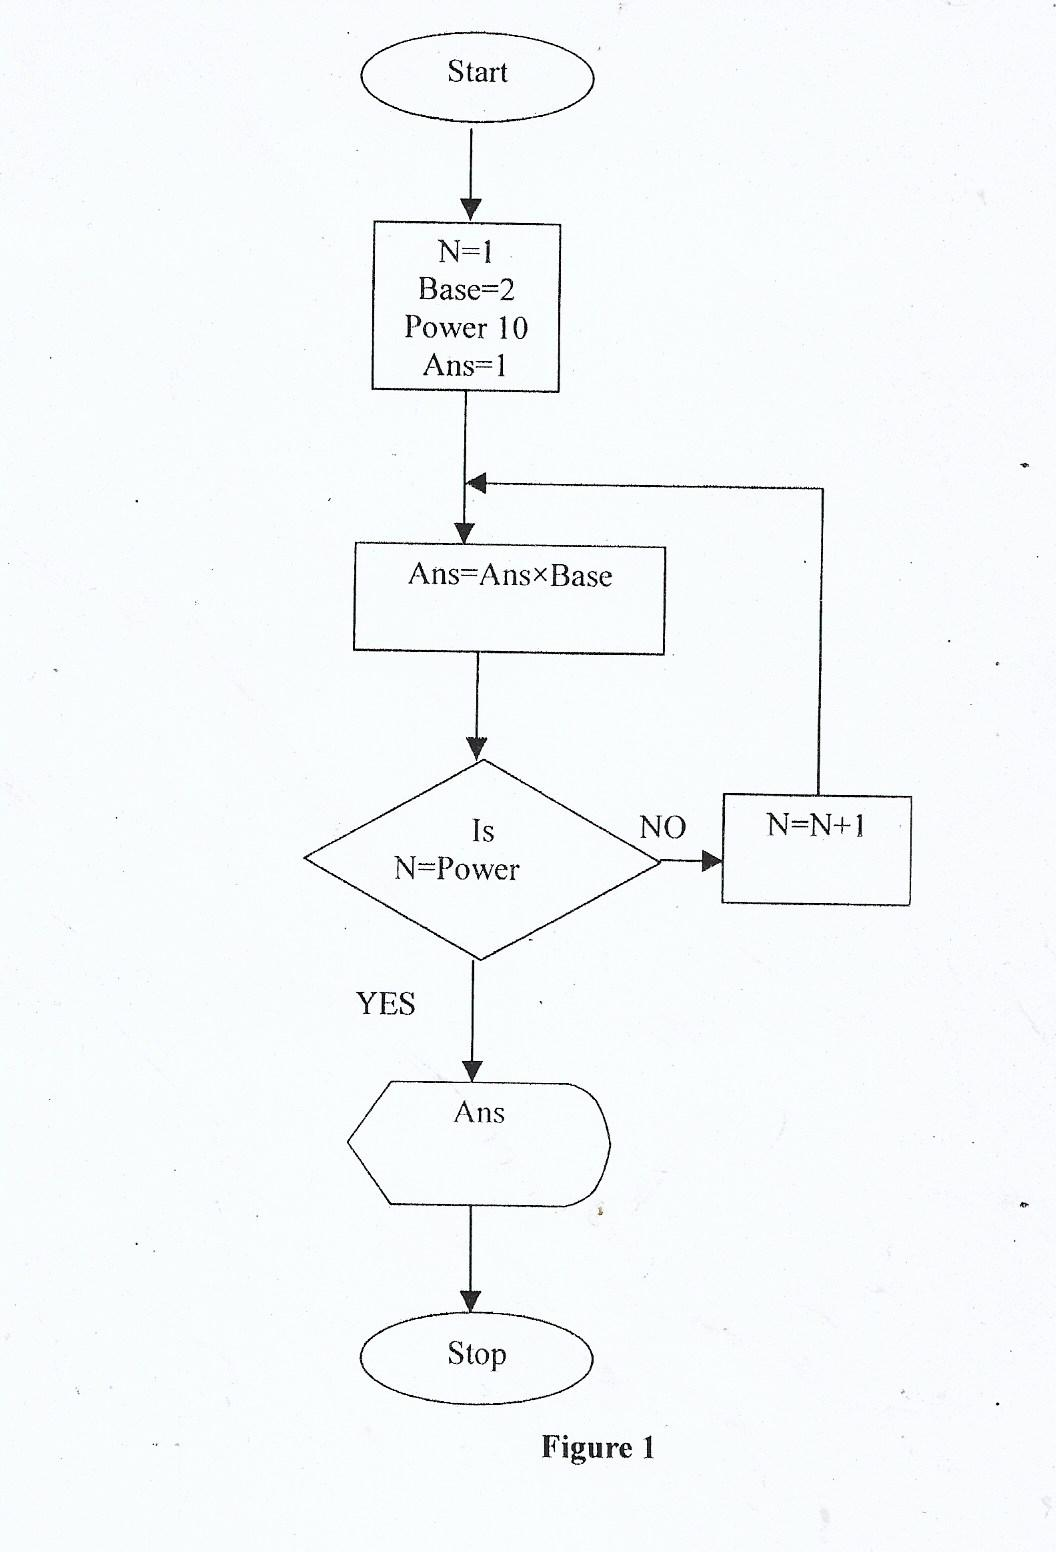 Start
N=1
Base=2
Power 10
Ans=1
Ans=Ans×Base
Is
N=Power
NO
N=N+1
YES
Ans
Stop
Figure 1